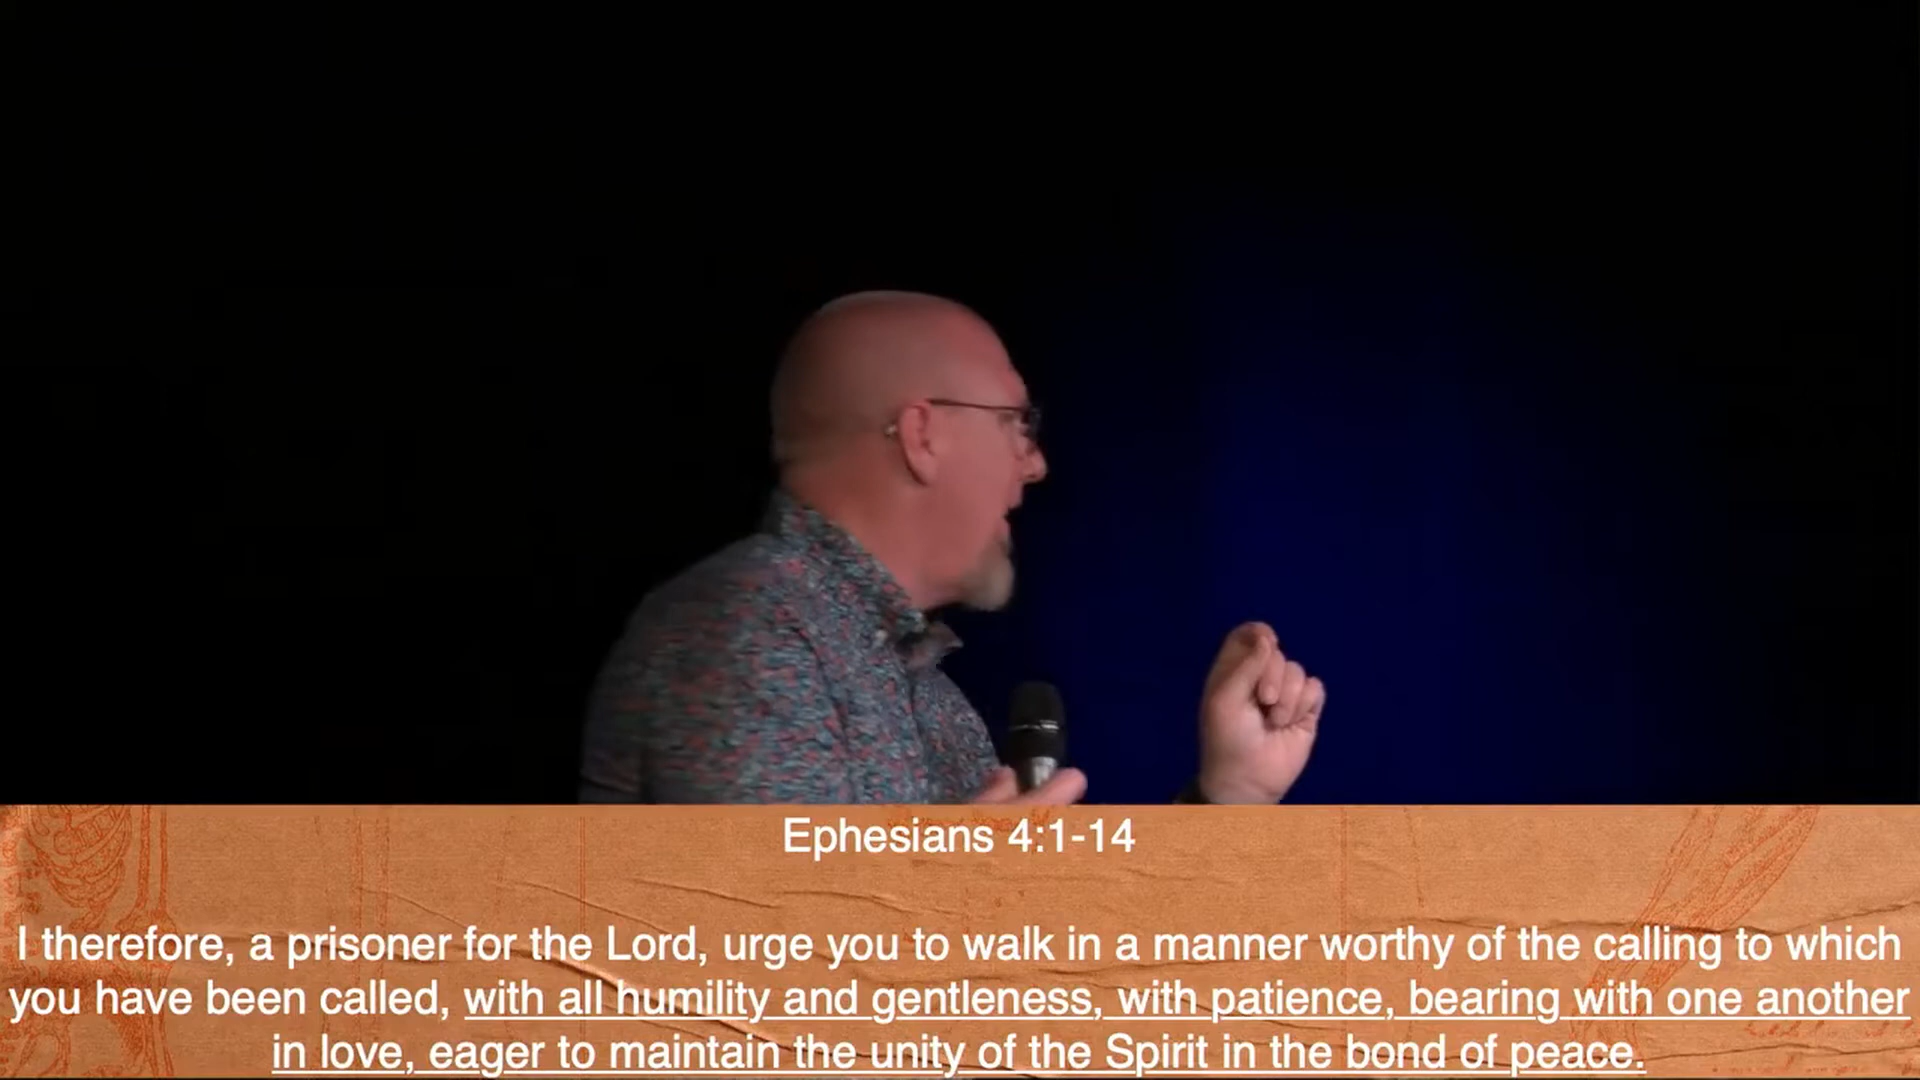 Ephesians 4:1-14
I therefore, a prisoner for the Lord, urge you to walk in a manner worthy of the calling to which
you have been called, with all humility and gentleness, with patience, bearing with one another
in love, eager to maintain the unity of the Spirit in the bond of peace.